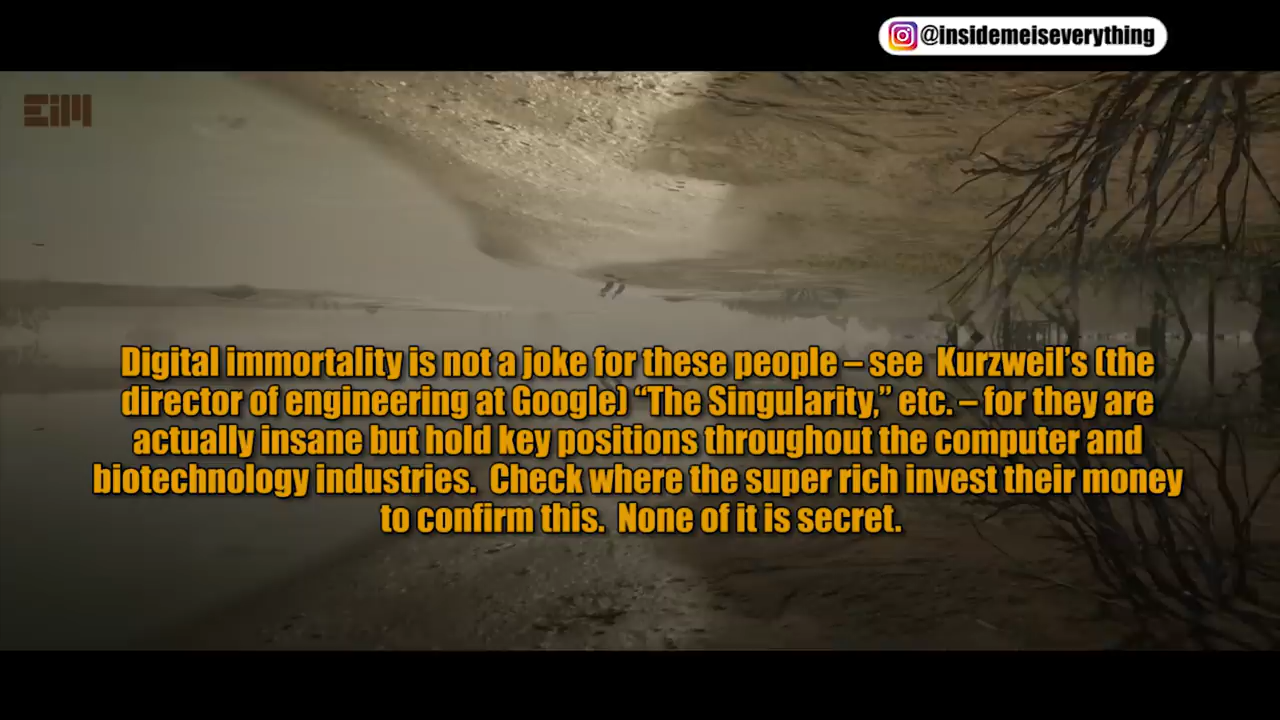 @insidemeiseverything
EiM
Digital immortality is not a joke for these people – see  Kurzweil’s (the
director of engineering at Google) “The Singularity,” etc. – for they are
actually insane but hold key positions throughout the computer and
biotechnology industries.  Check where the super rich invest their money
to confirm this.  None of it is secret.